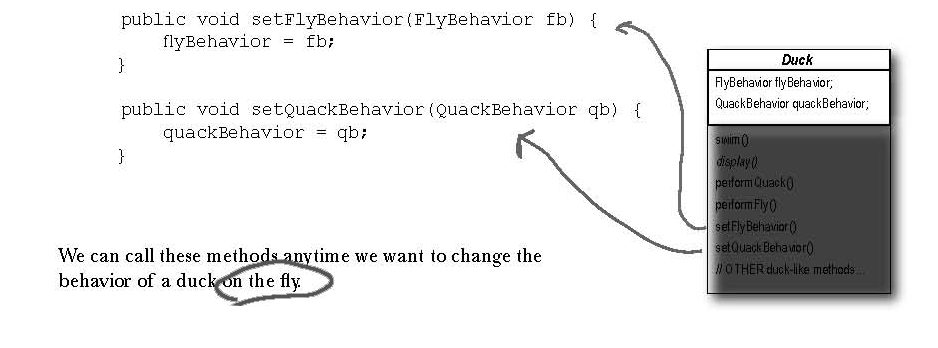 public void setFlyBehavior(FlyBehavior fb) {
flyBehavior = fb;
}
public void setQuackBehavior(QuackBehavior qb) {
quackBehavior = qb;
}
We can call these methods anytime we want to change the
behavior of a duck on the fly.
Duck
FlyBehavior flyBehavior;
QuackBehavior quackBehavior;
swim()
display()
performQuack()
performFly()
setFlyBehavior()
setQuackBehavior()
// OTHER duck-like methods...